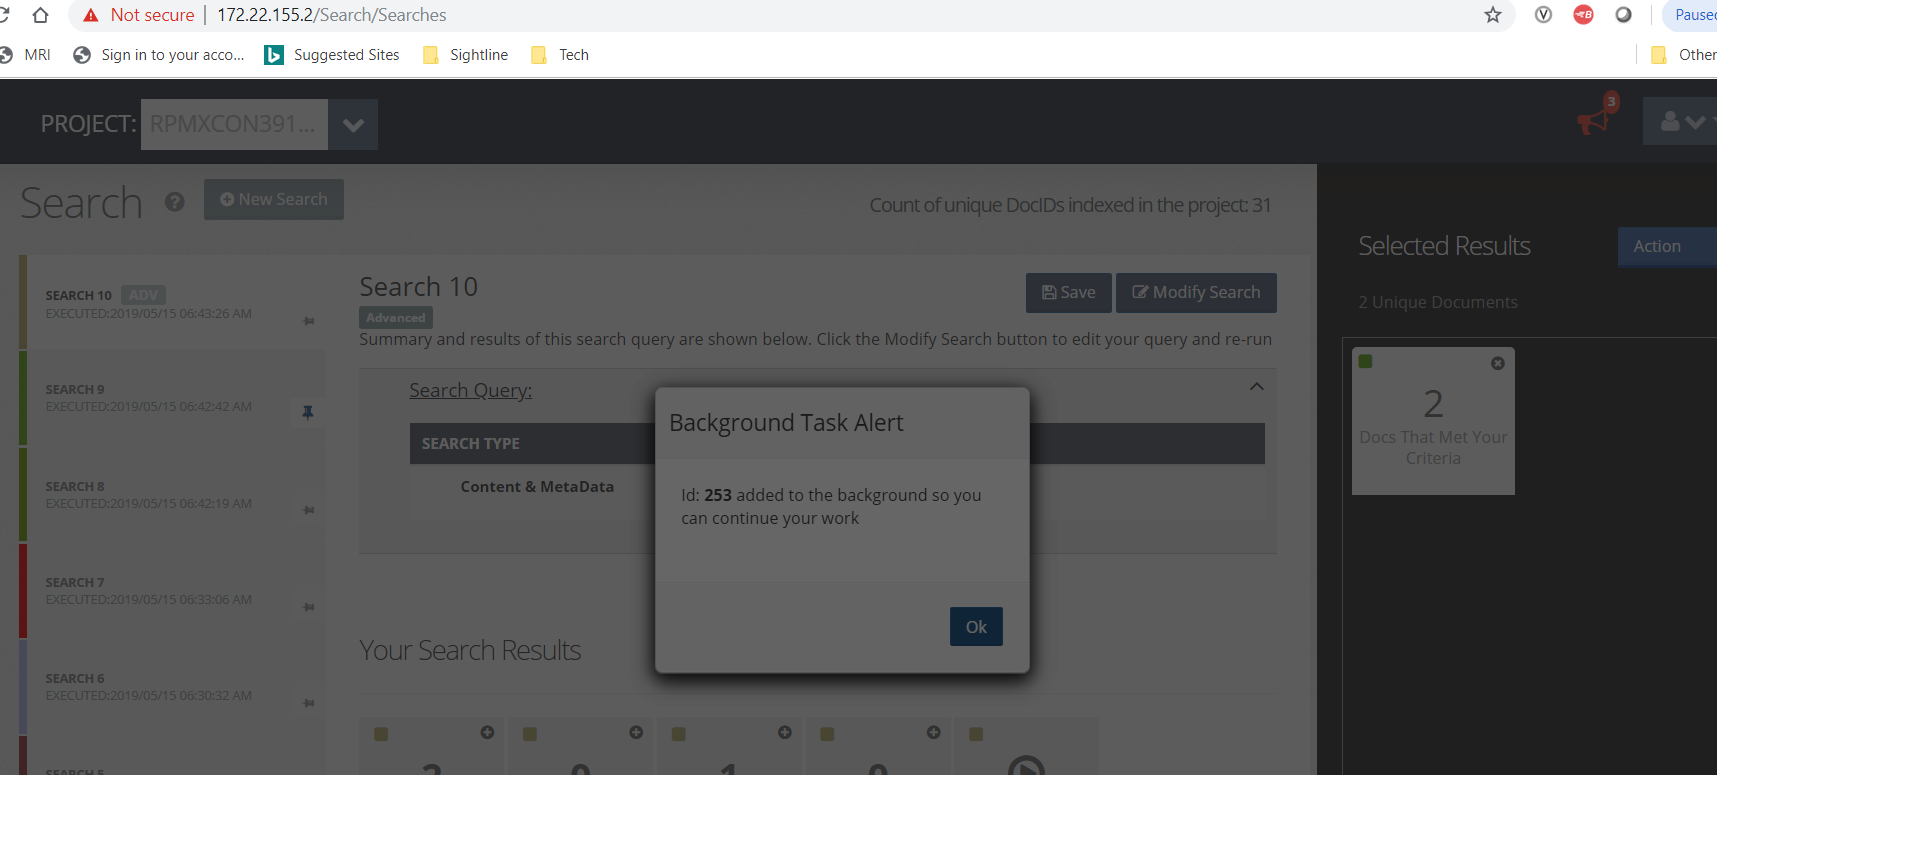 Not secure | 172.22.155.2/Search/Searches
Paused
MRI Sign in to your acco... Suggested Sites Sightline Tech Other
PROJECT: RPMXCON391... 3
Search ? New Search
Count of unique DocIDs indexed in the project: 31
SEARCH 10 ADV
EXECUTED:2019/05/15 06:43:26 AM
SEARCH 9
EXECUTED:2019/05/15 06:42:42 AM
SEARCH 8
EXECUTED:2019/05/15 06:42:19 AM
SEARCH 7
EXECUTED:2019/05/15 06:33:06 AM
SEARCH 6
EXECUTED:2019/05/15 06:30:32 AM
SEARCH 5
Search 10
Advanced
Save Modify Search
Summary and results of this search query are shown below. Click the Modify Search button to edit your query and re-run
Search Query:
SEARCH TYPE
Content & MetaData
Background Task Alert
Id: 253 added to the background so you
can continue your work
Ok
Your Search Results
2 0 1 0
Selected Results
Action
2 Unique Documents
2
Docs That Met Your
Criteria